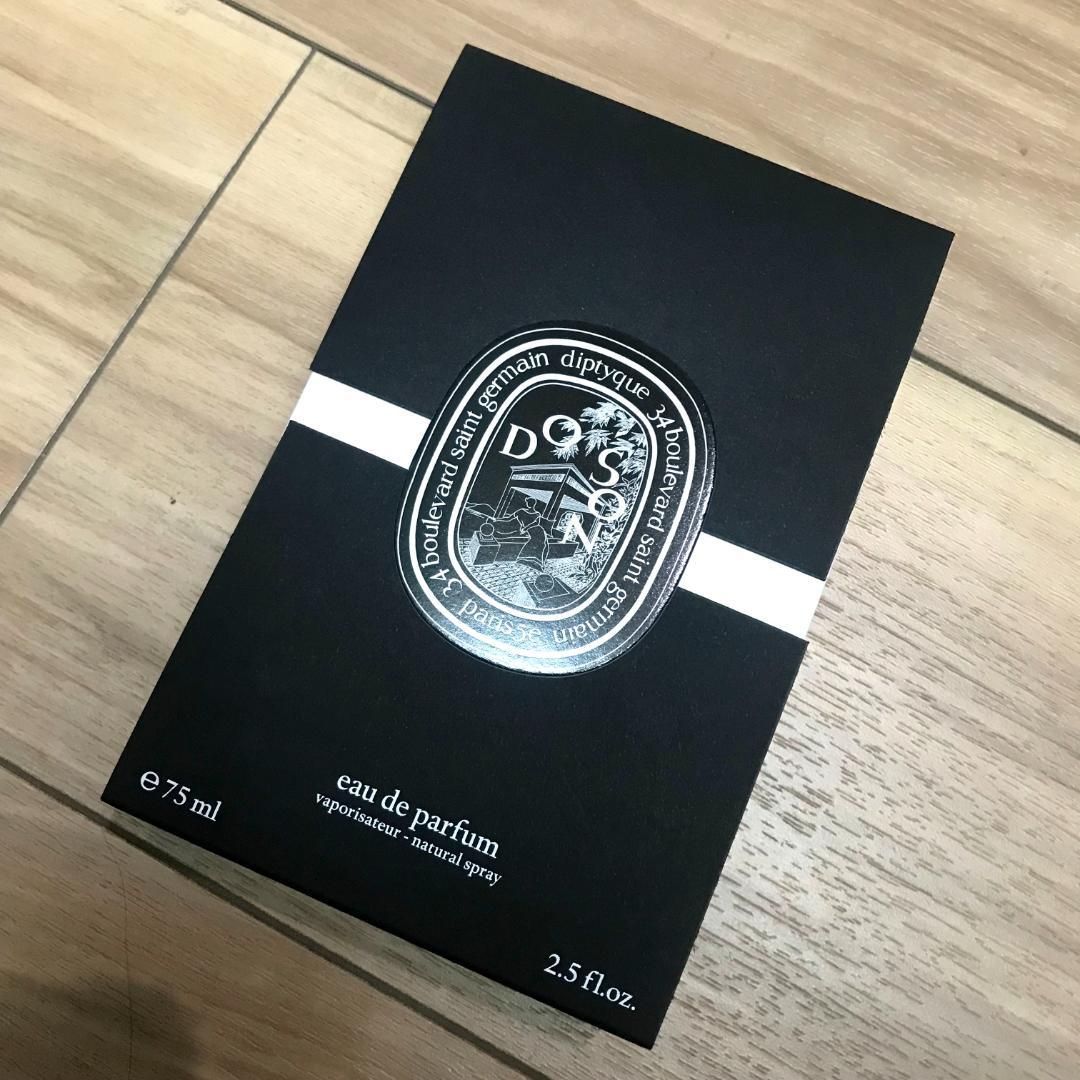 diptyque 34 boulevard saint germain paris5e 34 boulevard saint germain
DO
SON
eau de parfum
vaporisateur - natural spray
℮ 75 ml
2.5 fl.oz.